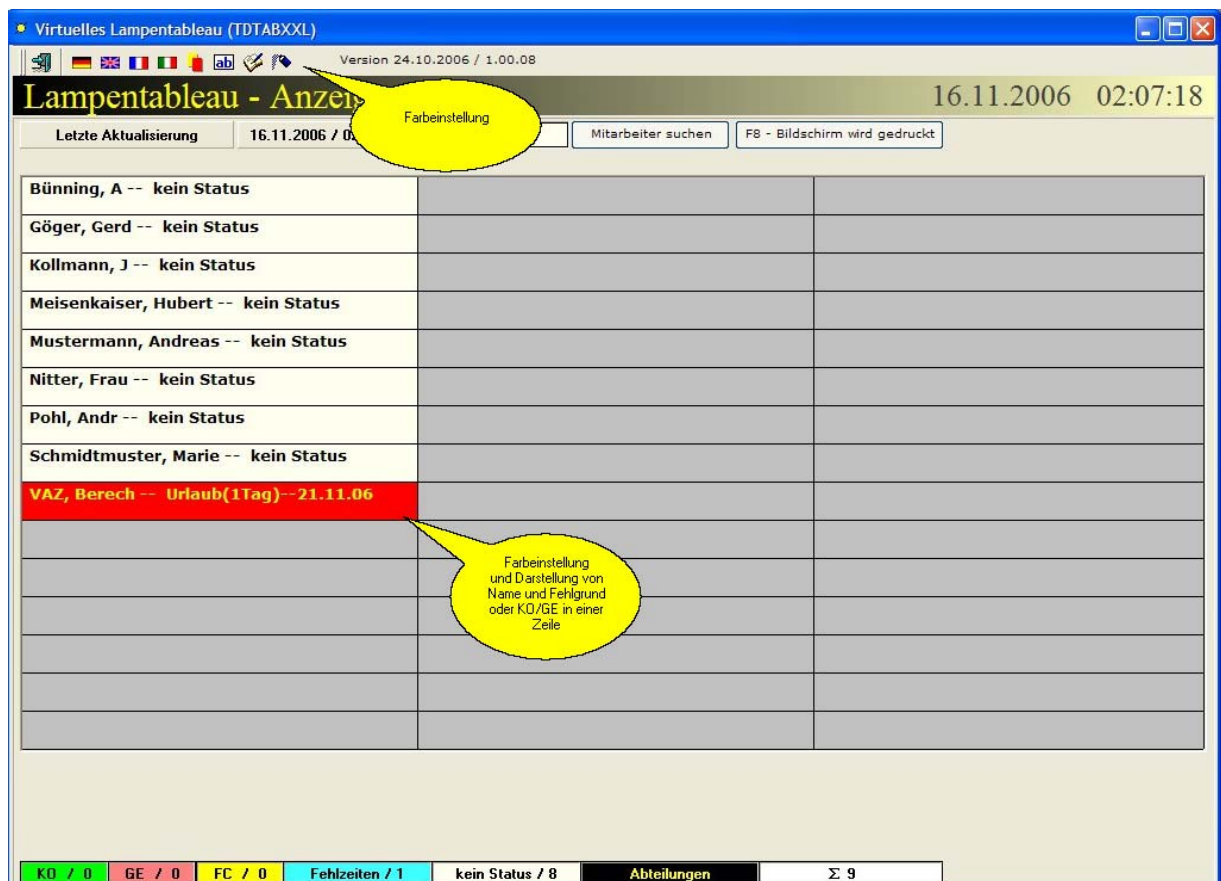 Virtuelles Lampentableau (TDTABXXL)
ab Version 24.10.2006 / 1.00.08
Lampentableau - 16.11.2006 02:07:18
Farbeinstellung
Letzte Aktualisierung 16.11.2006 / Mitarbeiter suchen F8 - Bildschirm wird gedruckt
Bünning, A -- kein Status
Göger, Gerd -- kein Status
Kollmann, J -- kein Status
Meisenkaiser, Hubert -- kein Status
Mustermann, Andreas -- kein Status
Nitter, Frau -- kein Status
Pohl, Andr -- kein Status
Schmidtmuster, Marie -- kein Status
VAZ, Berech -- Urlaub(1Tag)--21.11.06
Farbeinstellung
und Darstellung von
Name und Fehlgrund
oder KO/GE in einer
Zeile
KO / 0 GE / 0 FC / 0 Fehlzeiten / 1 kein Status / 8 Abteilungen Σ 9